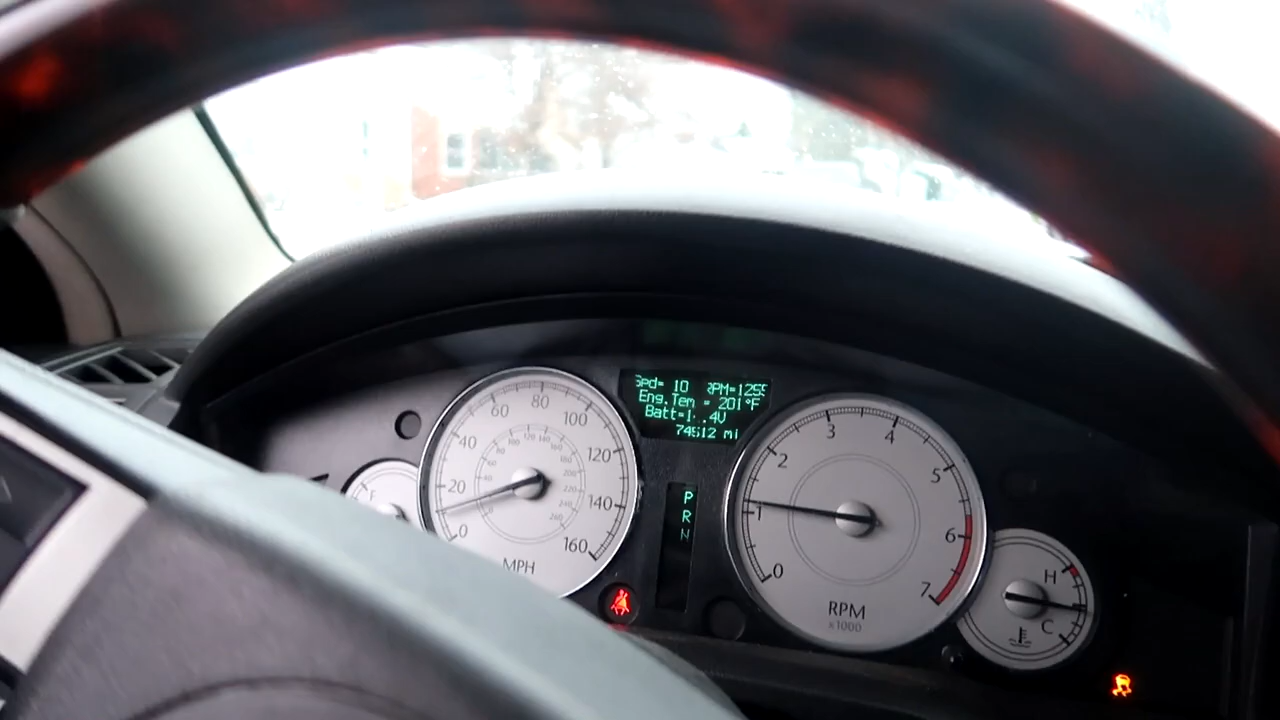 Spd= 10 RPM=1255
Eng.Tem = 201°F
74512 mi
0 20 40 60 80 100 120 140 160
MPH
P
R
N
0 1 2 3 4 5 6 7
RPM
x1000
F
H
C